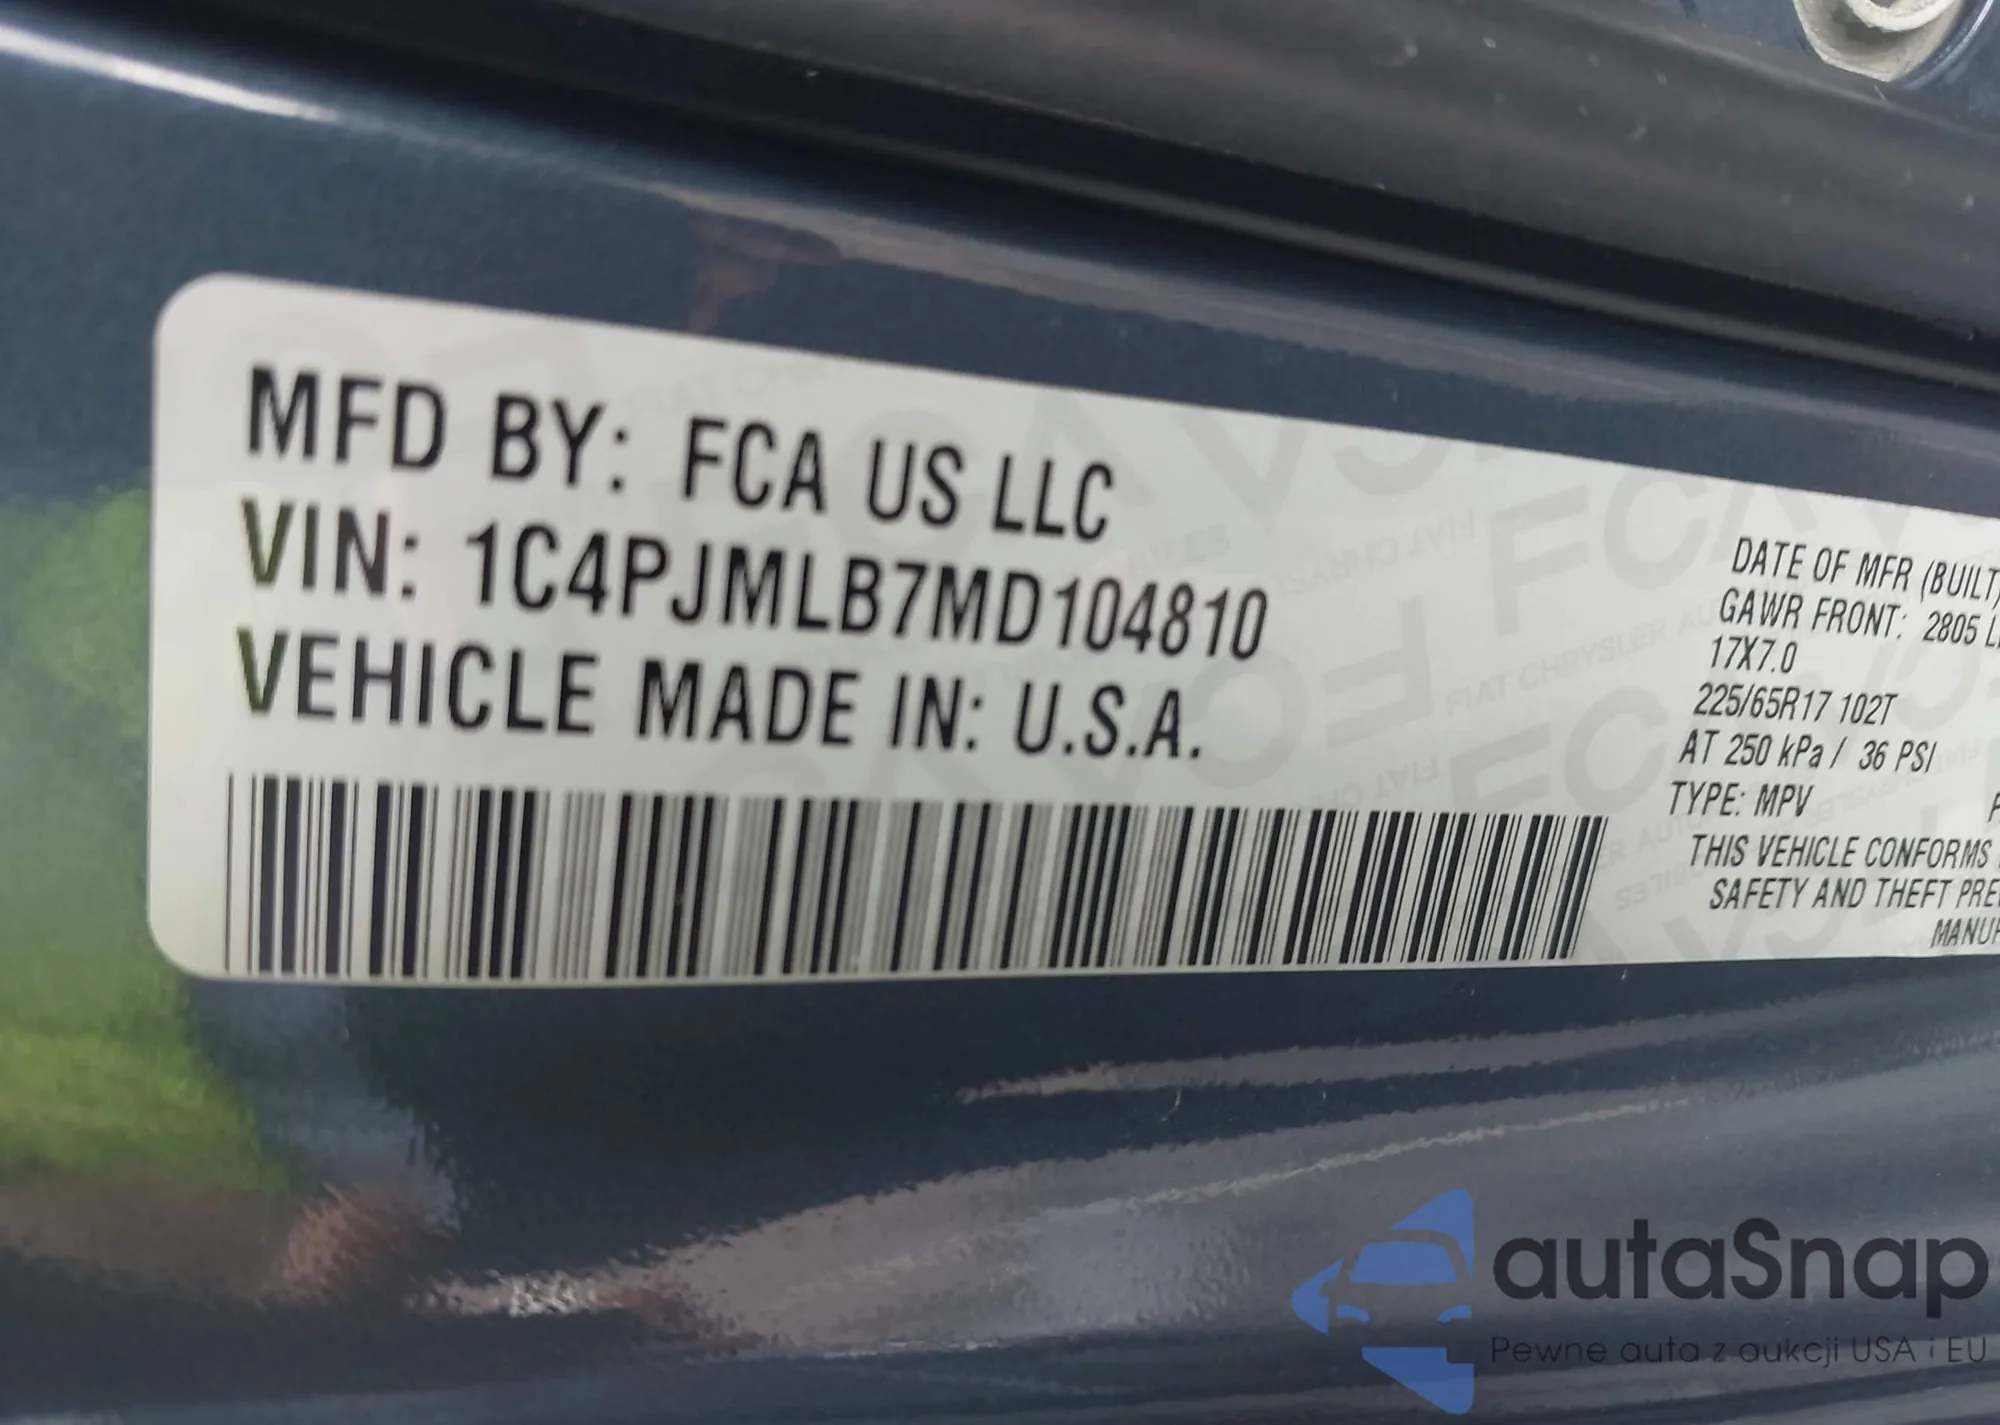 MFD BY: FCA US LLC
VIN: 1C4PJMLB7MD104810
VEHICLE MADE IN: U.S.A.
DATE OF MFR (BUILT)
GAWR FRONT: 2805
17X7.0
225/65R17 102T
AT 250 kPa / 36 PSI
TYPE: MPV
THIS VEHICLE CONFORMS
SAFETY AND THEFT
autaSnap
Pewne auta z aukcji USA i EU